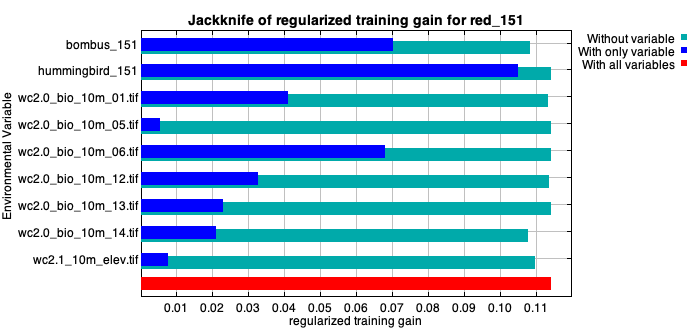 Jackknife of regularized training gain for red_151
Without variable
With only variable
With all variables
Environmental Variable
bombus_151
hummingbird_151
wc2.0_bio_10m_01.tif
wc2.0_bio_10m_05.tif
wc2.0_bio_10m_06.tif
wc2.0_bio_10m_12.tif
wc2.0_bio_10m_13.tif
wc2.0_bio_10m_14.tif
wc2.1_10m_elev.tif
0.01 0.02 0.03 0.04 0.05 0.06 0.07 0.08 0.09 0.10 0.11
regularized training gain